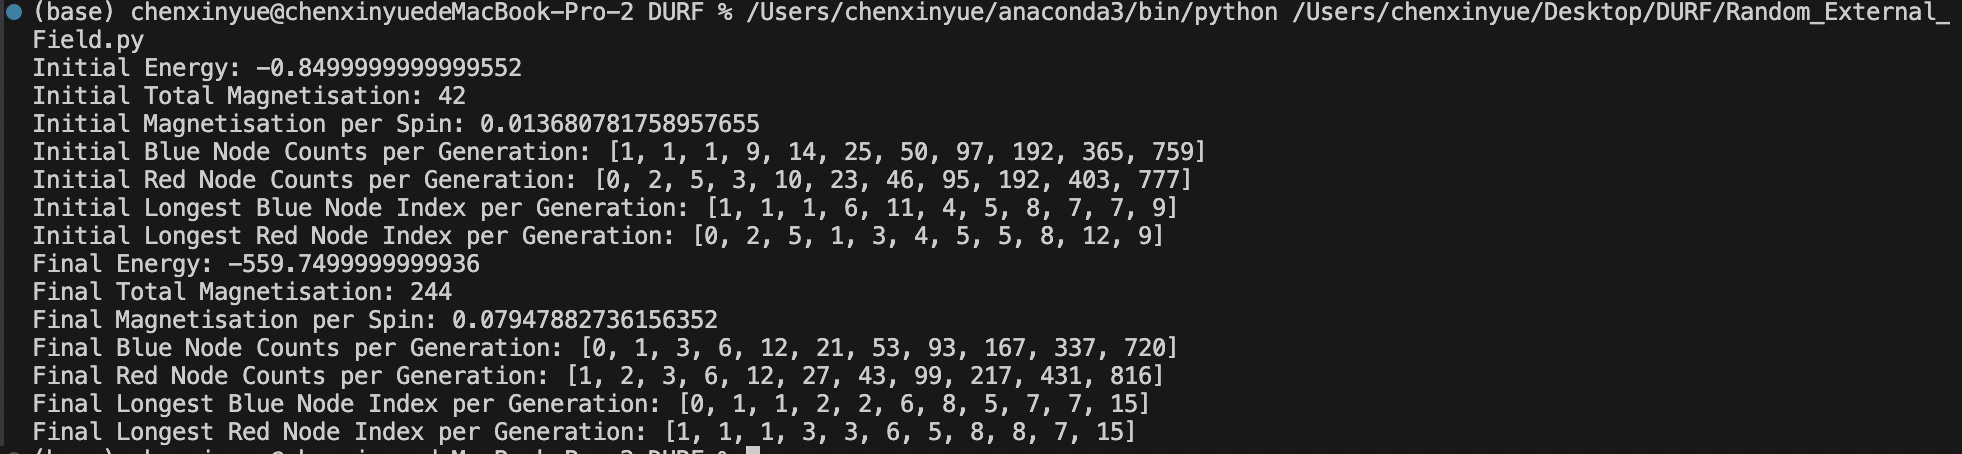 (base) chenxinyue@chenxinyuedeMacBook-Pro-2 DURF % /Users/chenxinyue/anaconda3/bin/python /Users/chenxinyue/Desktop/DURF/Random_External_
Field.py
Initial Energy: -0.8499999999999552
Initial Total Magnetisation: 42
Initial Magnetisation per Spin: 0.013680781758957655
Initial Blue Node Counts per Generation: [1, 1, 1, 9, 14, 25, 50, 97, 192, 365, 759]
Initial Red Node Counts per Generation: [0, 2, 5, 3, 10, 23, 46, 95, 192, 403, 777]
Initial Longest Blue Node Index per Generation: [1, 1, 1, 6, 11, 4, 5, 8, 7, 7, 9]
Initial Longest Red Node Index per Generation: [0, 2, 5, 1, 3, 4, 5, 5, 8, 12, 9]
Final Energy: -559.7499999999936
Final Total Magnetisation: 244
Final Magnetisation per Spin: 0.07947882736156352
Final Blue Node Counts per Generation: [0, 1, 3, 6, 12, 21, 53, 93, 167, 337, 720]
Final Red Node Counts per Generation: [1, 2, 3, 6, 12, 27, 43, 99, 217, 431, 816]
Final Longest Blue Node Index per Generation: [0, 1, 1, 2, 2, 6, 8, 5, 7, 7, 15]
Final Longest Red Node Index per Generation: [1, 1, 1, 3, 3, 6, 5, 8, 8, 7, 15]
(base) chenxinyue@chenxinyuedeMacBook-Pro-2 DURF %